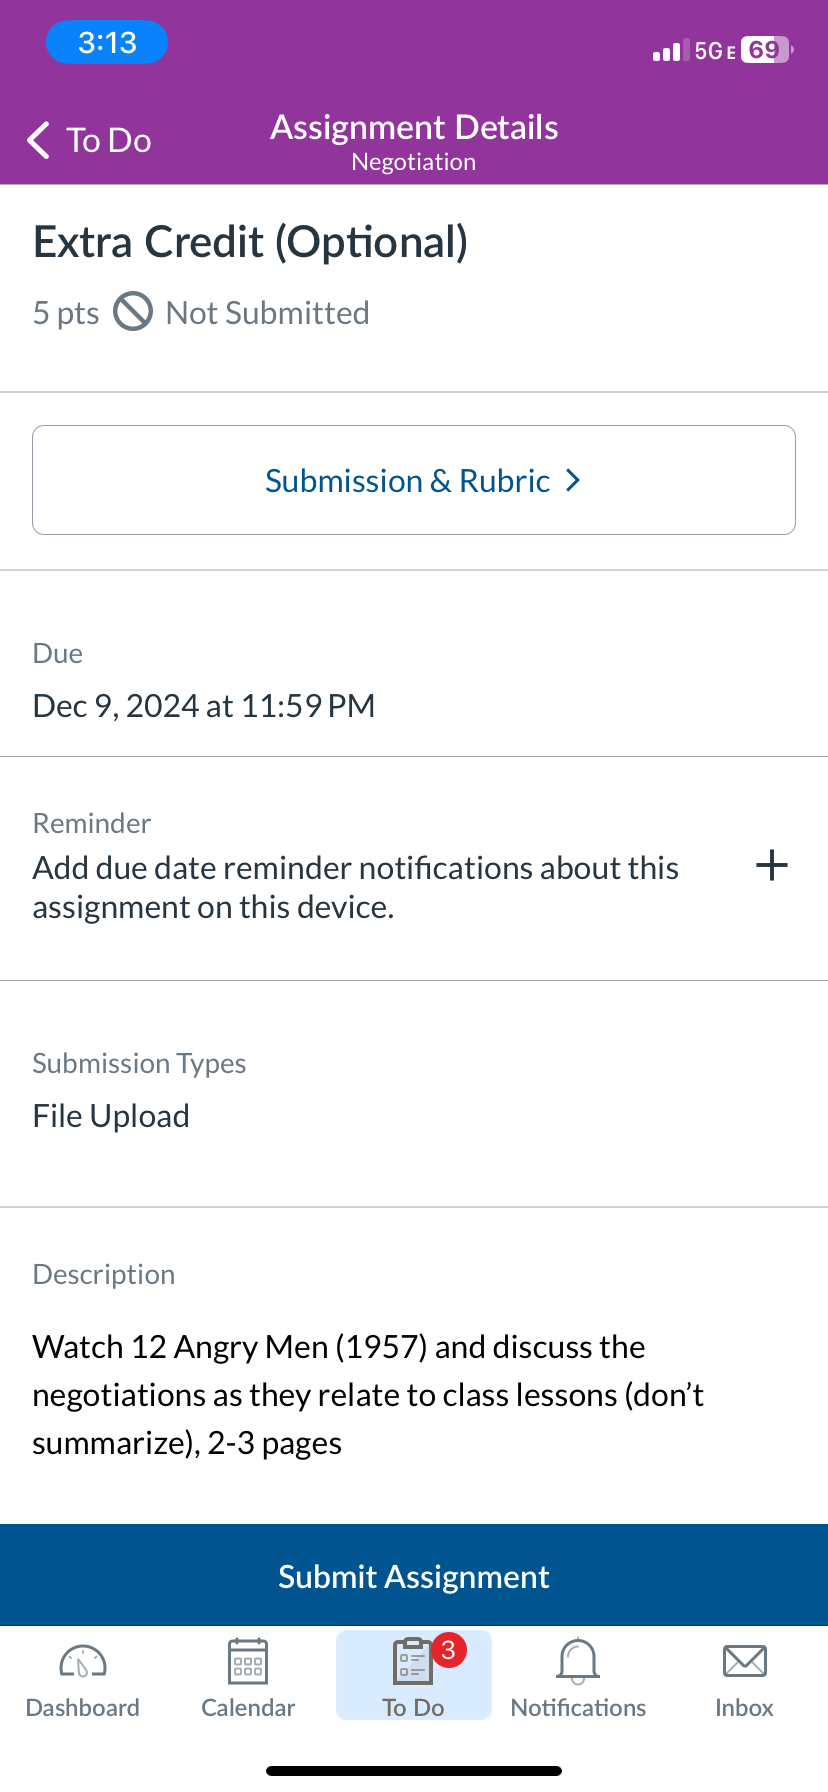 3:13
5G E 69
To Do
Assignment Details
Negotiation
Extra Credit (Optional)
5 pts Not Submitted
Submission & Rubric
Due
Dec 9, 2024 at 11:59 PM
Reminder
Add due date reminder notifications about this
assignment on this device.
Submission Types
File Upload
Description
Watch 12 Angry Men (1957) and discuss the
negotiations as they relate to class lessons (don’t
summarize), 2-3 pages
Submit Assignment
3
Dashboard Calendar To Do Notifications Inbox